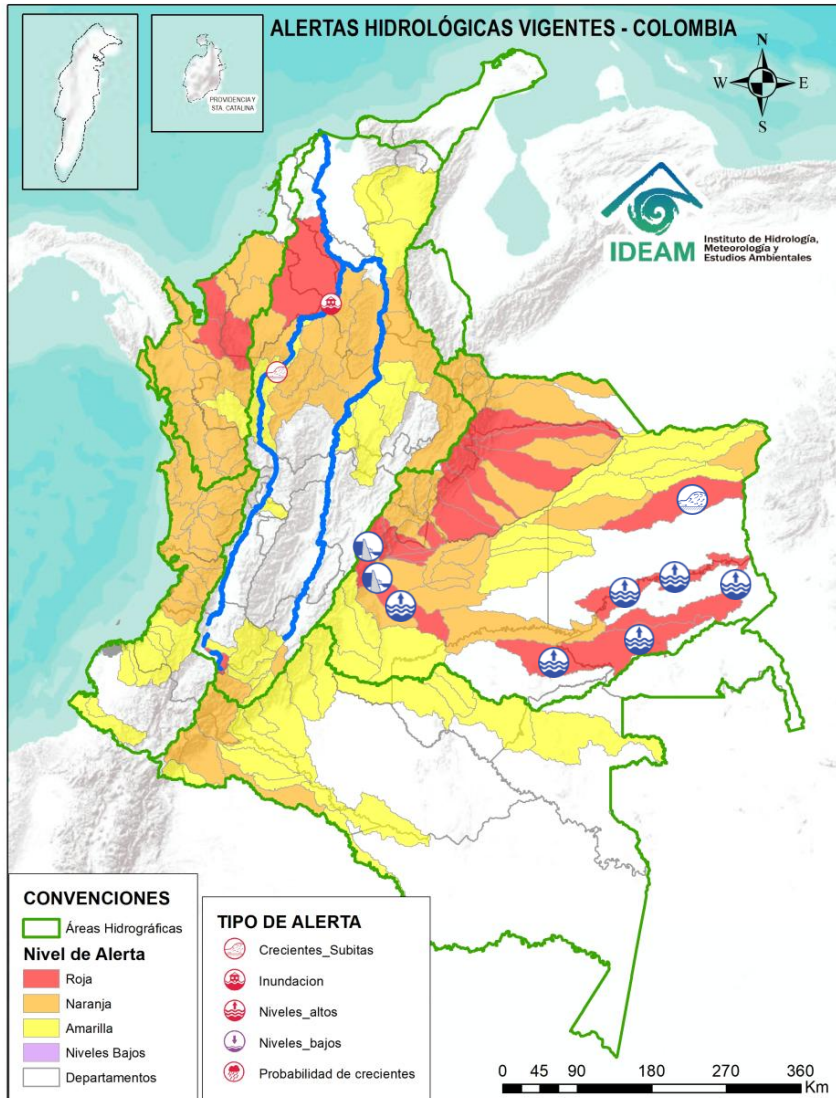 ALERTAS HIDROLÓGICAS VIGENTES - COLOMBIA
PROVIDENCIA Y
STA. CATALINA
N
W
E
S
IDEAM
Instituto de Hidrología,
Meteorología y
Estudios Ambientales
CONVENCIONES
Áreas Hidrográficas
Nivel de Alerta
Roja
Naranja
Amarilla
Niveles Bajos
Departamentos
TIPO DE ALERTA
Crecientes_Subitas
Inundacion
Niveles_altos
Niveles_bajos
Probabilidad de crecientes
0 45 90 180 270 360
Km